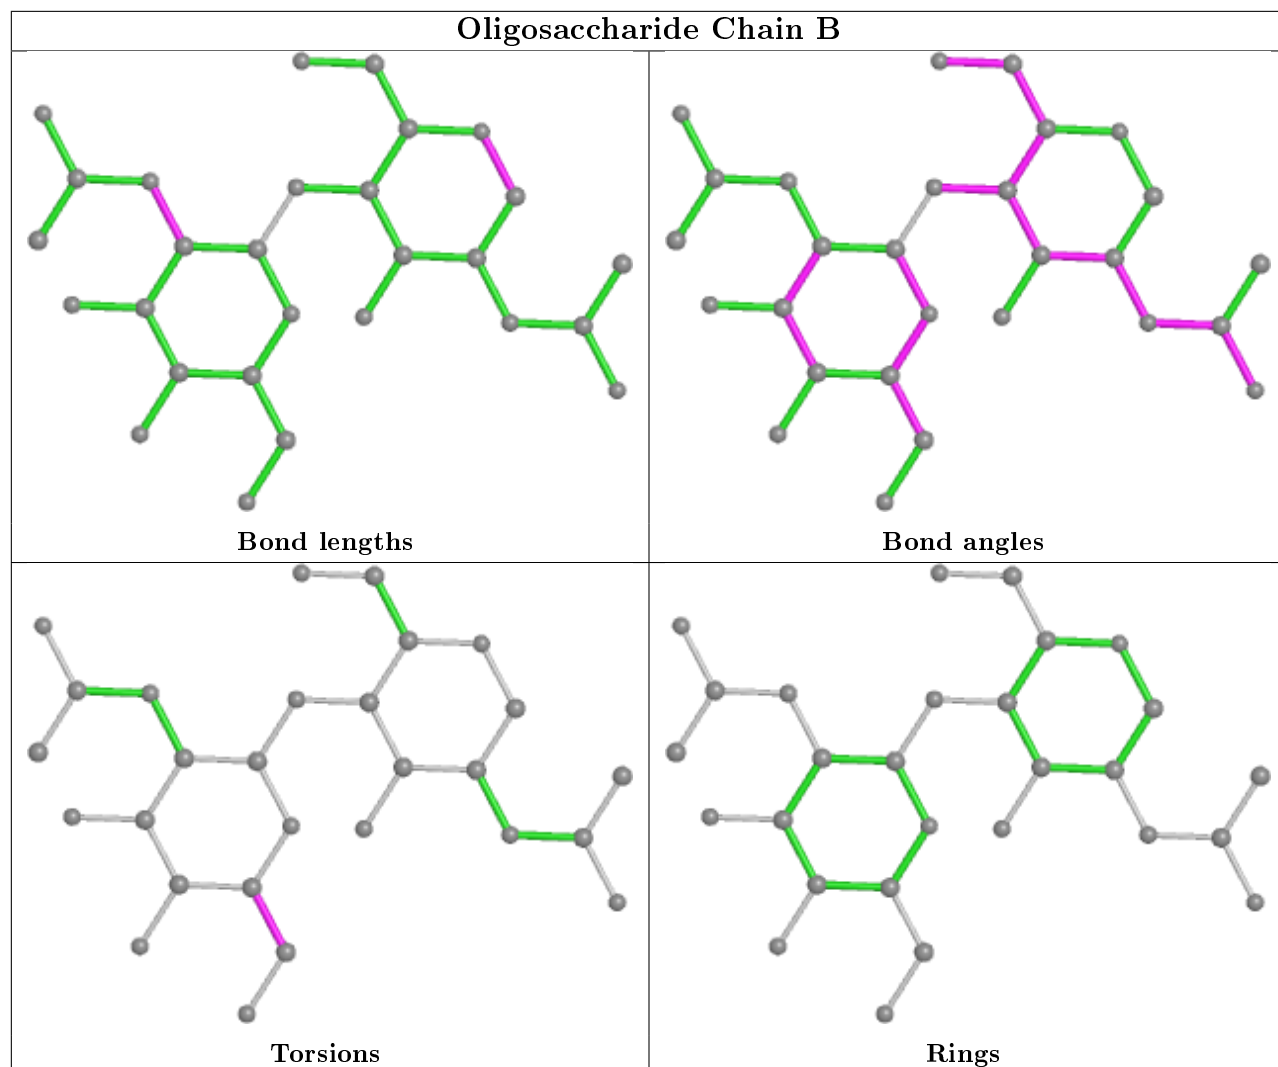 Oligosaccharide Chain B
Bond lengths
Bond angles
Torsions
Rings